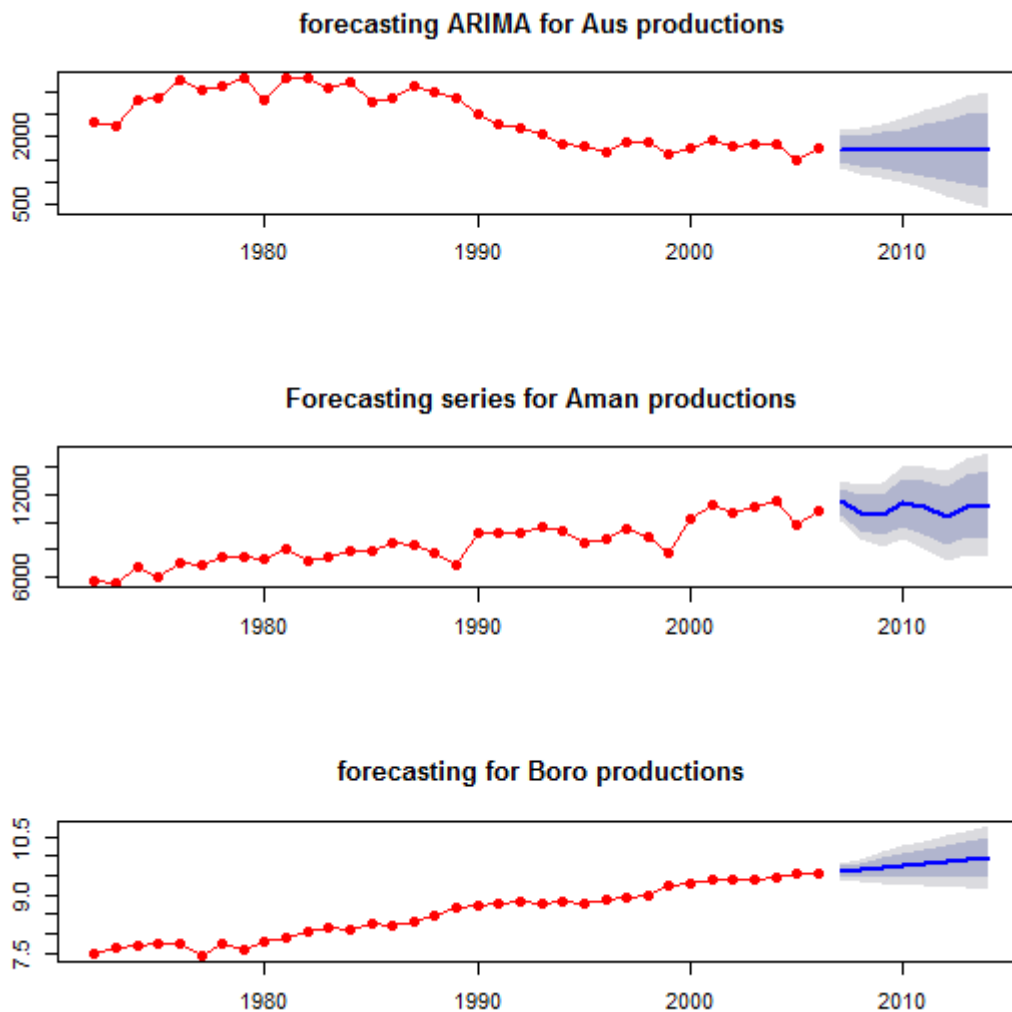 forecasting ARIMA for Aus productions
2000
500
1980 1990 2000 2010
Forecasting series for Aman productions
12000
6000
1980 1990 2000 2010
forecasting for Boro productions
10.5
9.0
7.5
1980 1990 2000 2010